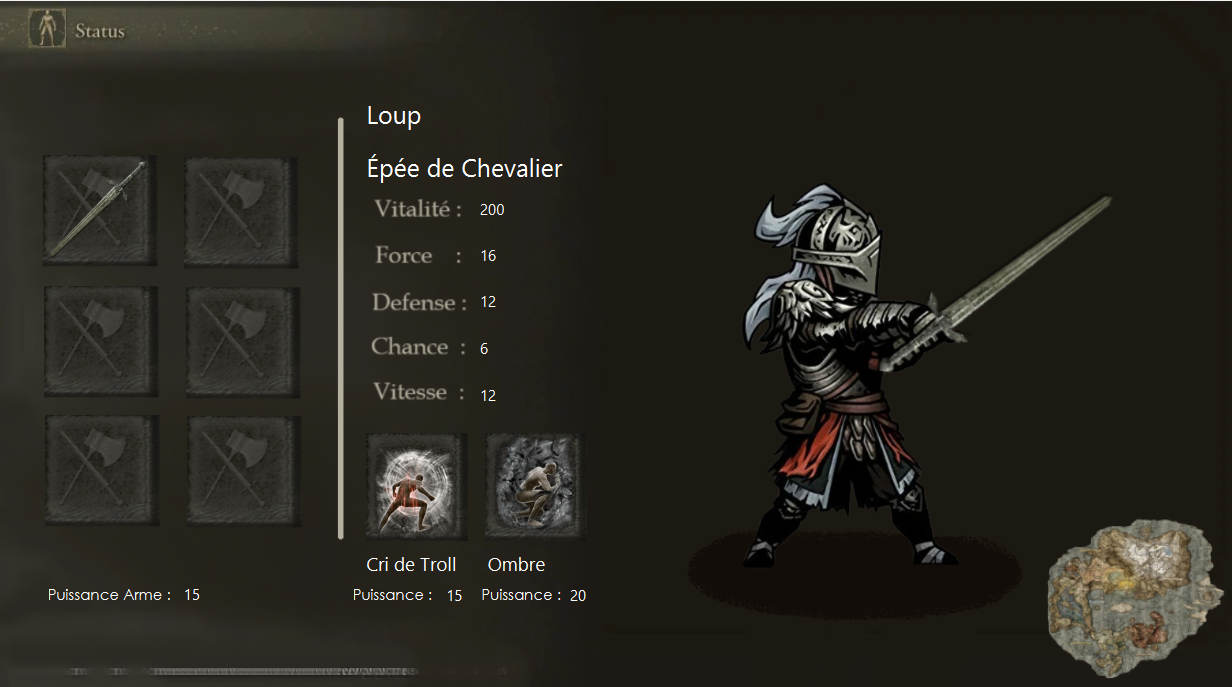 Status
Loup
Épée de Chevalier
Vitalité : 200
Force : 16
Defense : 12
Chance : 6
Vitesse : 12
Cri de Troll Ombre
Puissance Arme : 15 Puissance : 15 Puissance : 20